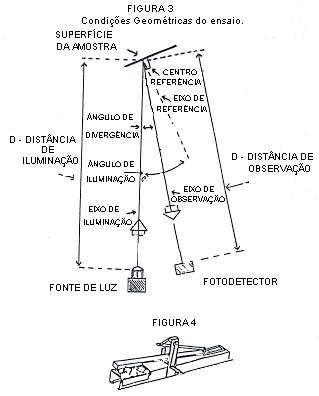 FIGURA 3
Condições Geométricas do ensaio.
SUPERFÍCIE
DA AMOSTRA
CENTRO
REFERÊNCIA
EIXO DE
REFERÊNCIA
ÂNGULO DE
DIVERGÊNCIA
D - DISTÂNCIA
DE
ILUMINAÇÃO
ÂNGULO DE
ILUMINAÇÃO
D - DISTÂNCIA DE
OBSERVAÇÃO
EIXO DE
OBSERVAÇÃO
EIXO DE
ILUMINAÇÃO
FONTE DE LUZ
FOTODETECTOR
FIGURA 4